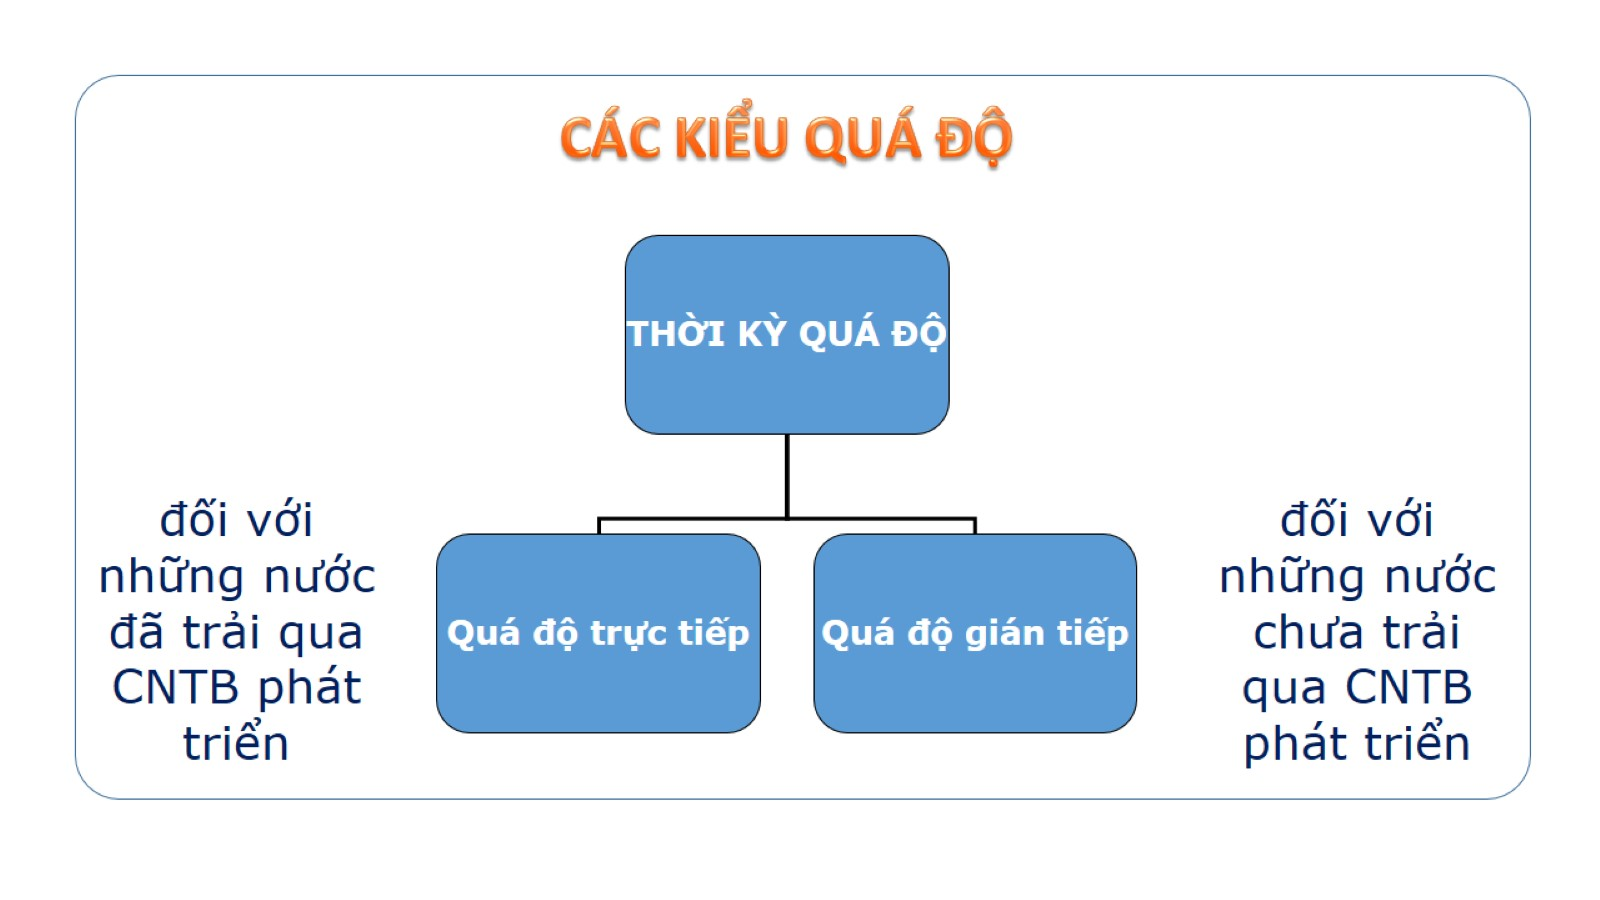 CÁC KIỂU QUÁ ĐỘ
THỜI KỲ QUÁ ĐỘ
đối với
những nước
đã trải qua
CNTB phát
triển
Quá độ trực tiếp
Quá độ gián tiếp
đối với
những nước
chưa trải
qua CNTB
phát triển